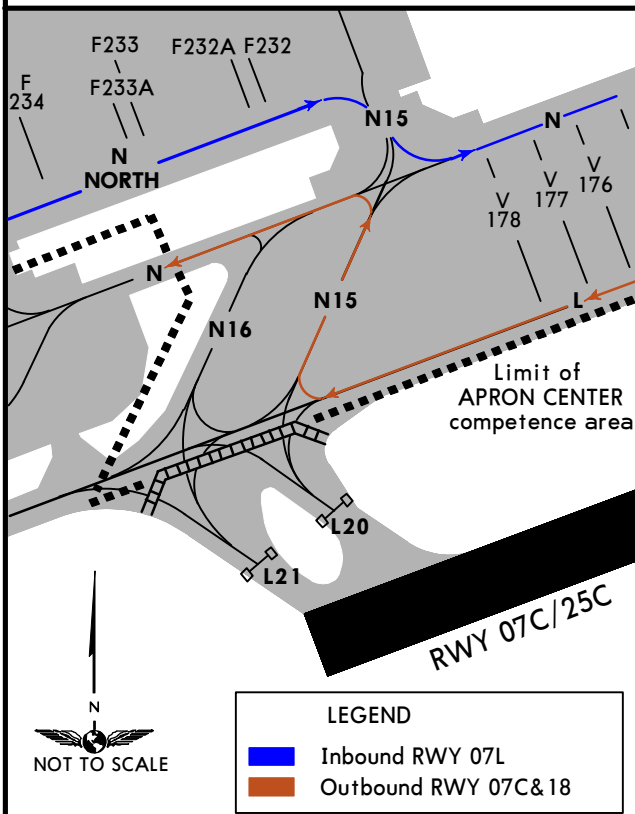 F233
F232A F232
F
234
F233A
N15
N
N
NORTH
V
176
V
177
V
178
N
N15
L
N16
Limit of
APRON CENTER
competence area
L20
L21
RWY 07C/25C
N
NOT TO SCALE
LEGEND
Inbound RWY 07L
Outbound RWY 07C&18